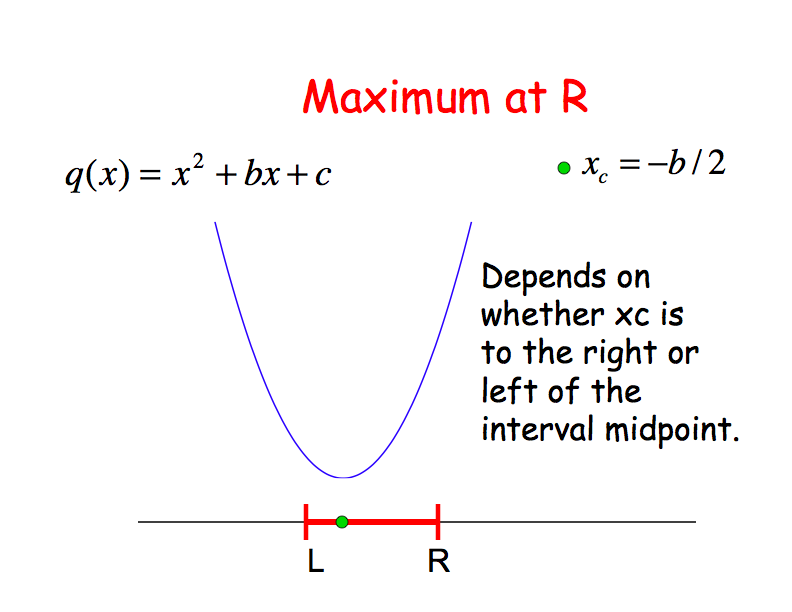 Maximum at R
q(x) = x² + bx + c
x_c = −b / 2
Depends on
whether xc is
to the right or
left of the
interval midpoint.
L R